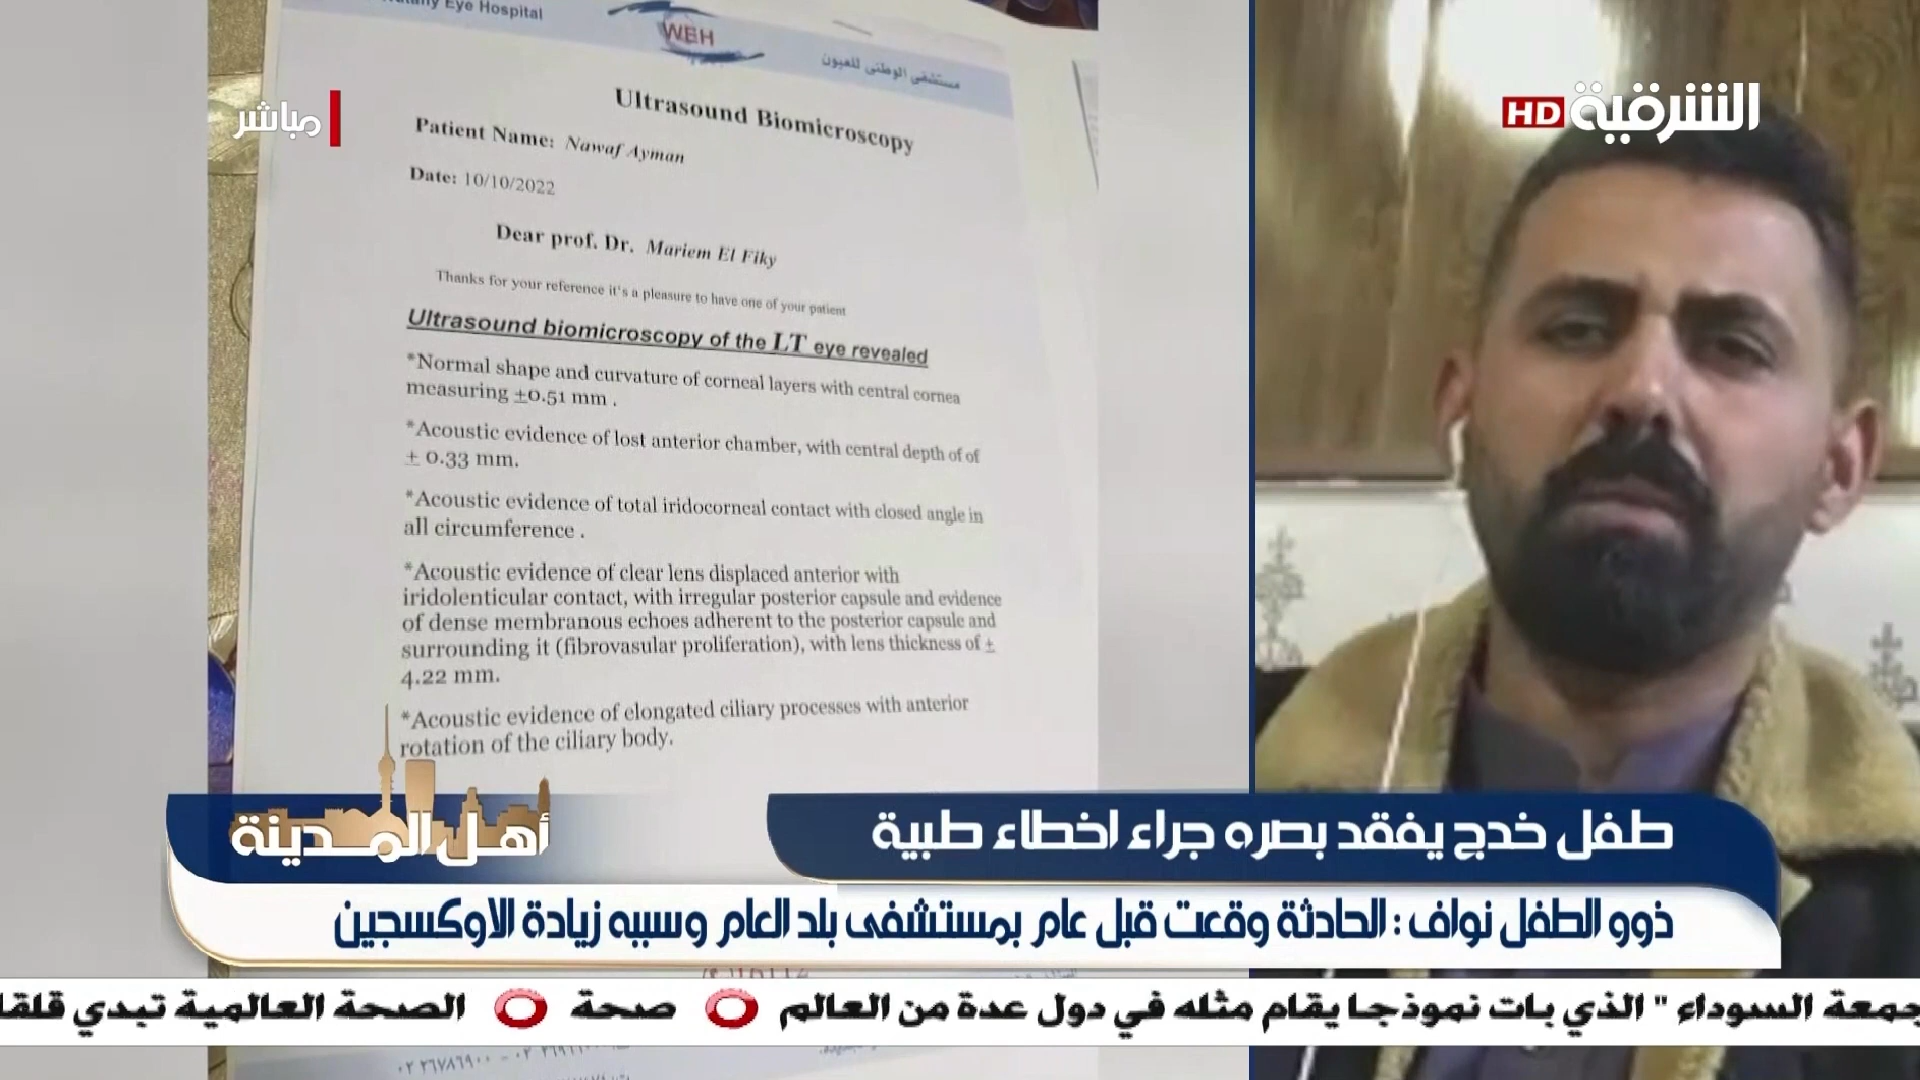 Eye Hospital
WEH
مستشفى الوطنى للعيون
Ultrasound Biomicroscopy
Patient Name: Nawaf Ayman
Date: 10/10/2022
Dear prof. Dr. Mariem El Fiky
Thanks for your reference it's a pleasure to have one of your patient
Ultrasound biomicroscopy of the LT eye revealed
*Normal shape and curvature of corneal layers with central cornea
measuring ±0.51 mm .
*Acoustic evidence of lost anterior chamber, with central depth of of
± 0.33 mm.
*Acoustic evidence of total iridocorneal contact with closed angle in
all circumference .
*Acoustic evidence of clear lens displaced anterior with
iridolenticular contact, with irregular posterior capsule and evidence
of dense membranous echoes adherent to the posterior capsule and
surrounding it (fibrovasular proliferation), with lens thickness of ±
4.22 mm.
*Acoustic evidence of elongated ciliary processes with anterior
rotation of the ciliary body.
مباشر
الشرقية HD
أهل المدينة
طفل خدج يفقد بصره جراء اخطاء طبية
ذوو الطفل نواف : الحادثة وقعت قبل عام بمستشفى بلد العام وسببه زيادة الاوكسجين
جمعة السوداء " الذي بات نموذجا يقام مثله في دول عدة من العالم صحة الصحة العالمية تبدي قلقا